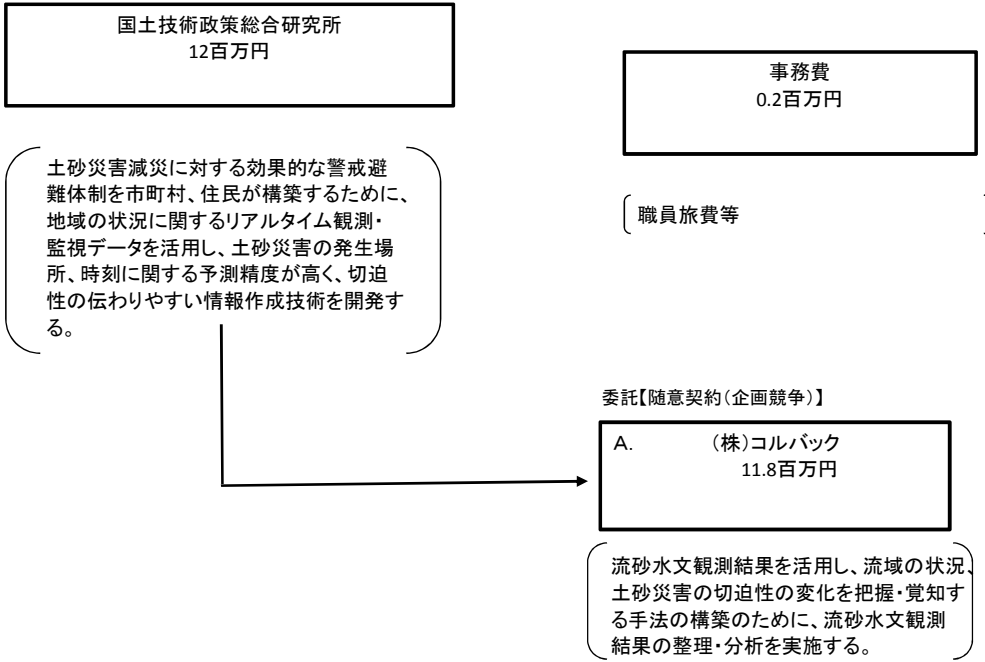 国土技術政策総合研究所
12百万円
事務費
0.2百万円
土砂災害減災に対する効果的な警戒避
難体制を市町村、住民が構築するために、
地域の状況に関するリアルタイム観測・
監視データを活用し、土砂災害の発生場
所、時刻に関する予測精度が高く、切迫
性の伝わりやすい情報作成技術を開発す
る。
職員旅費等
委託【随意契約（企画競争）】
A. （株）コルバック
11.8百万円
流砂水文観測結果を活用し、流域の状況、
土砂災害の切迫性の変化を把握・覚知す
る手法の構築のために、流砂水文観測
結果の整理・分析を実施する。